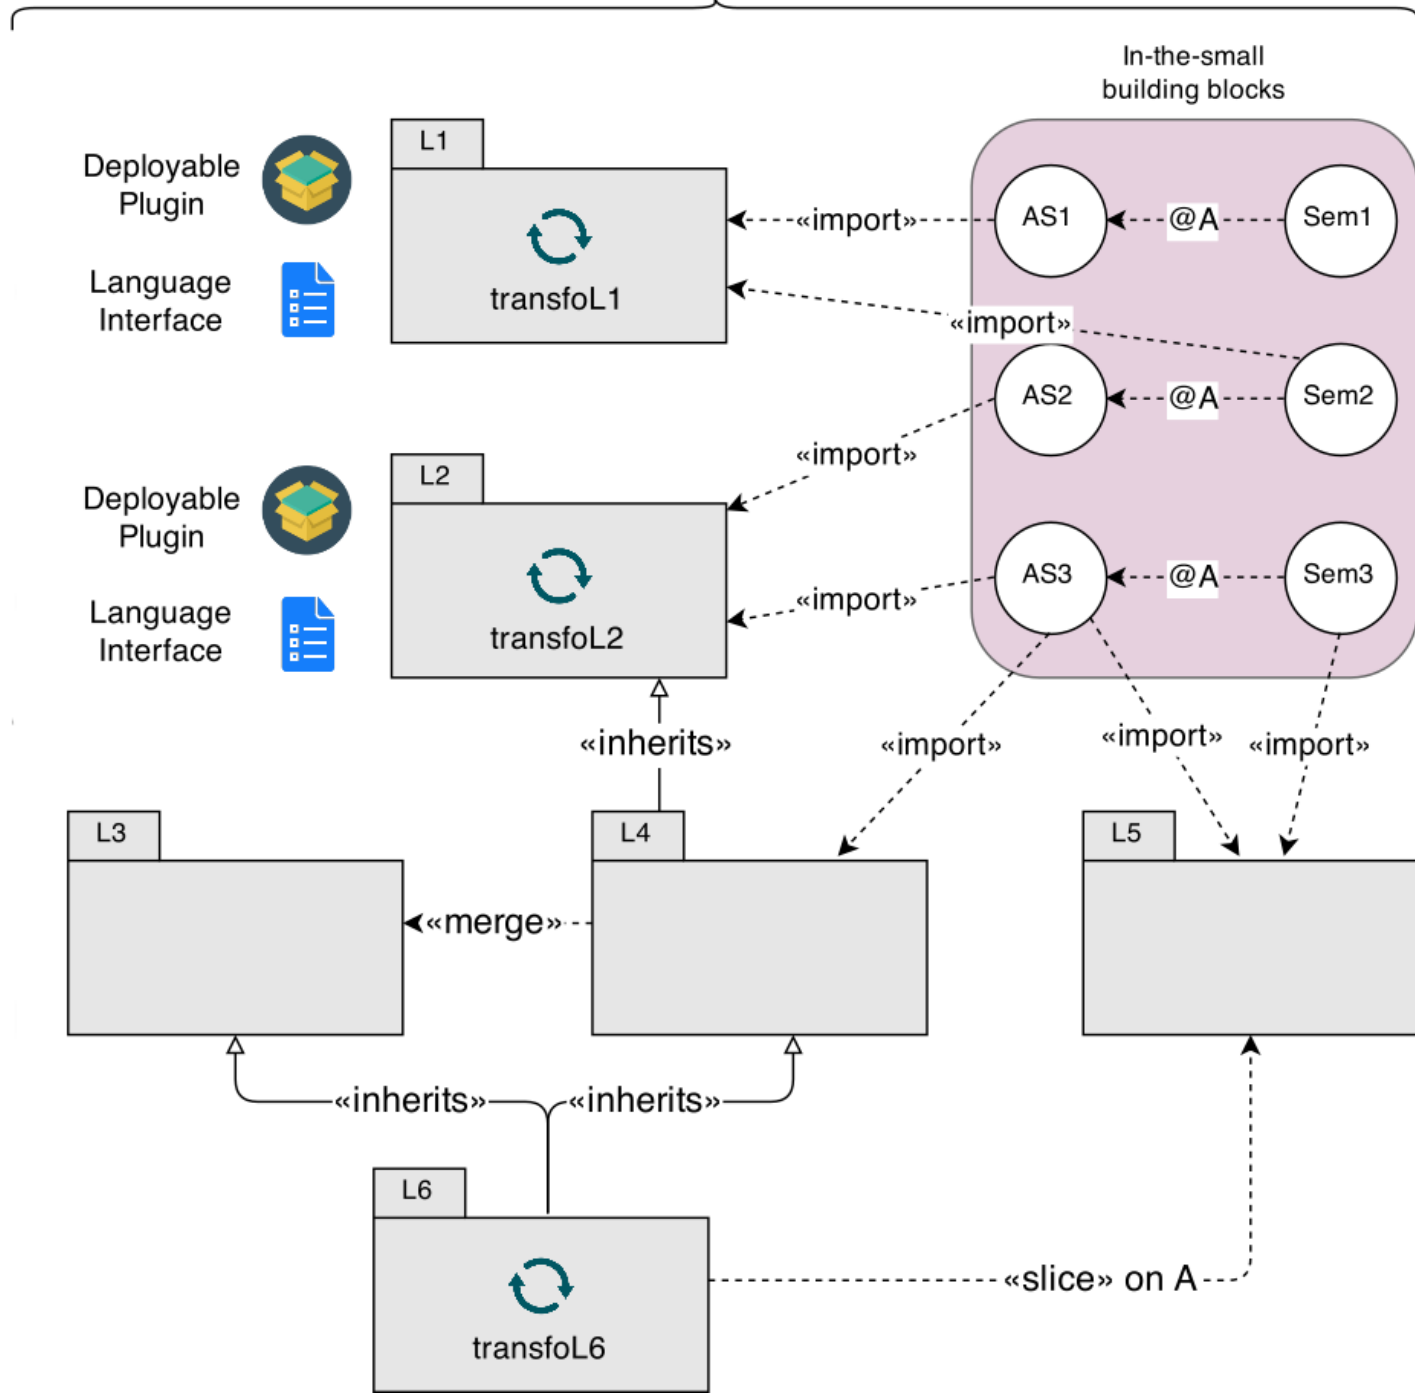 In-the-small
building blocks
Deployable
Plugin
Language
Interface
L1
transfoL1
«import»
AS1
@A
Sem1
«import»
AS2
@A
Sem2
«import»
Deployable
Plugin
Language
Interface
L2
transfoL2
«import»
AS3
@A
Sem3
«inherits»
«import»
«import»
«import»
L3
L4
L5
«merge»
«inherits»
«inherits»
L6
transfoL6
«slice» on A